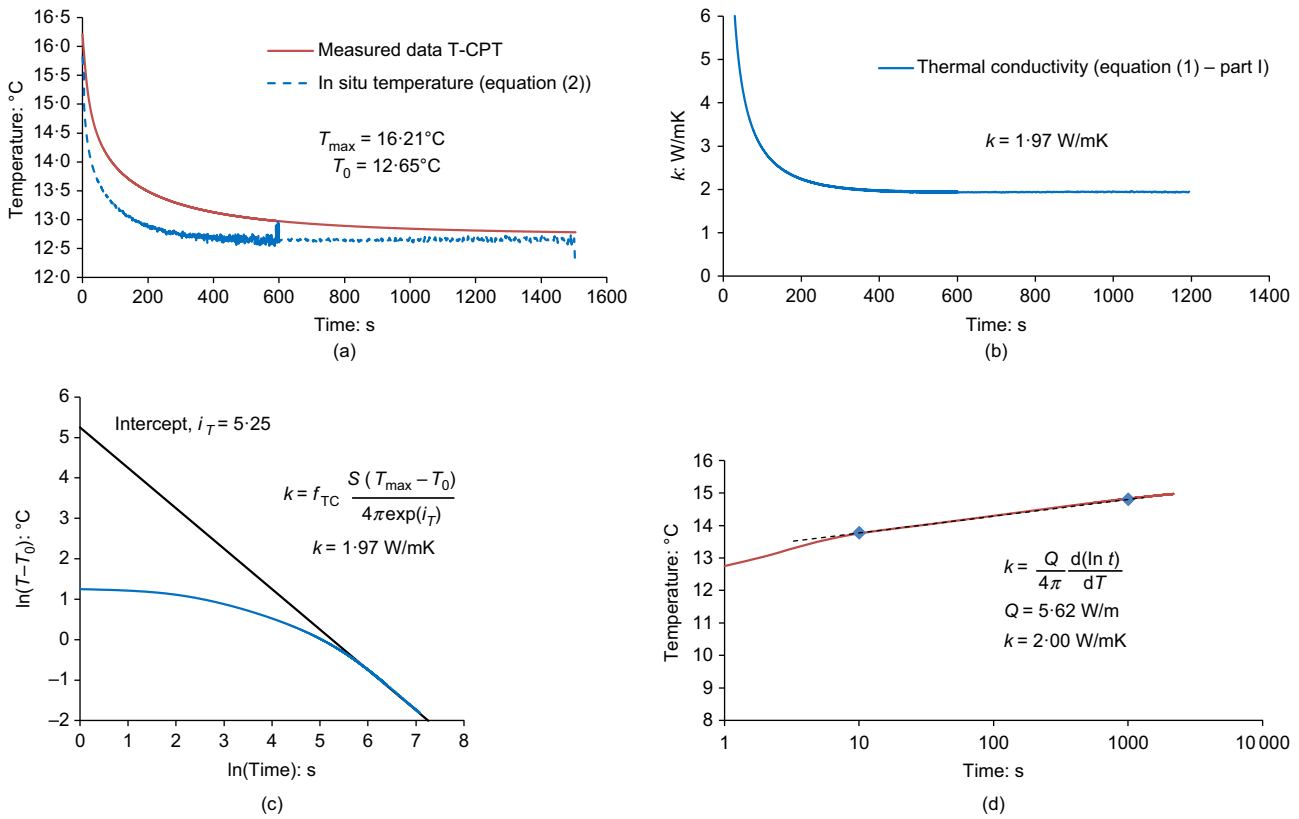 16·5
16·0
15·5
15·0
14·5
14·0
13·5
13·0
12·5
12·0
Temperature: °C
Measured data T-CPT
In situ temperature (equation (2))
T_max = 16·21°C
T_0 = 12·65°C
0 200 400 600 800 1000 1200 1400 1600
Time: s
(a)
6
5
4
3
2
1
0
k: W/mK
Thermal conductivity (equation (1) – part I)
k = 1·97 W/mK
0 200 400 600 800 1000 1200 1400
Time: s
(b)
6
5
4
3
2
1
0
–1
–2
ln(T–T_0): °C
Intercept, i_T = 5·25
k = f_TC S (T_max – T_0) / 4π exp(i_T)
k = 1·97 W/mK
0 1 2 3 4 5 6 7 8
ln(Time): s
(c)
16
15
14
13
12
11
10
9
8
Temperature: °C
k = Q / 4π d(ln t) / dT
Q = 5·62 W/m
k = 2·00 W/mK
1 10 100 1000 10 000
Time: s
(d)